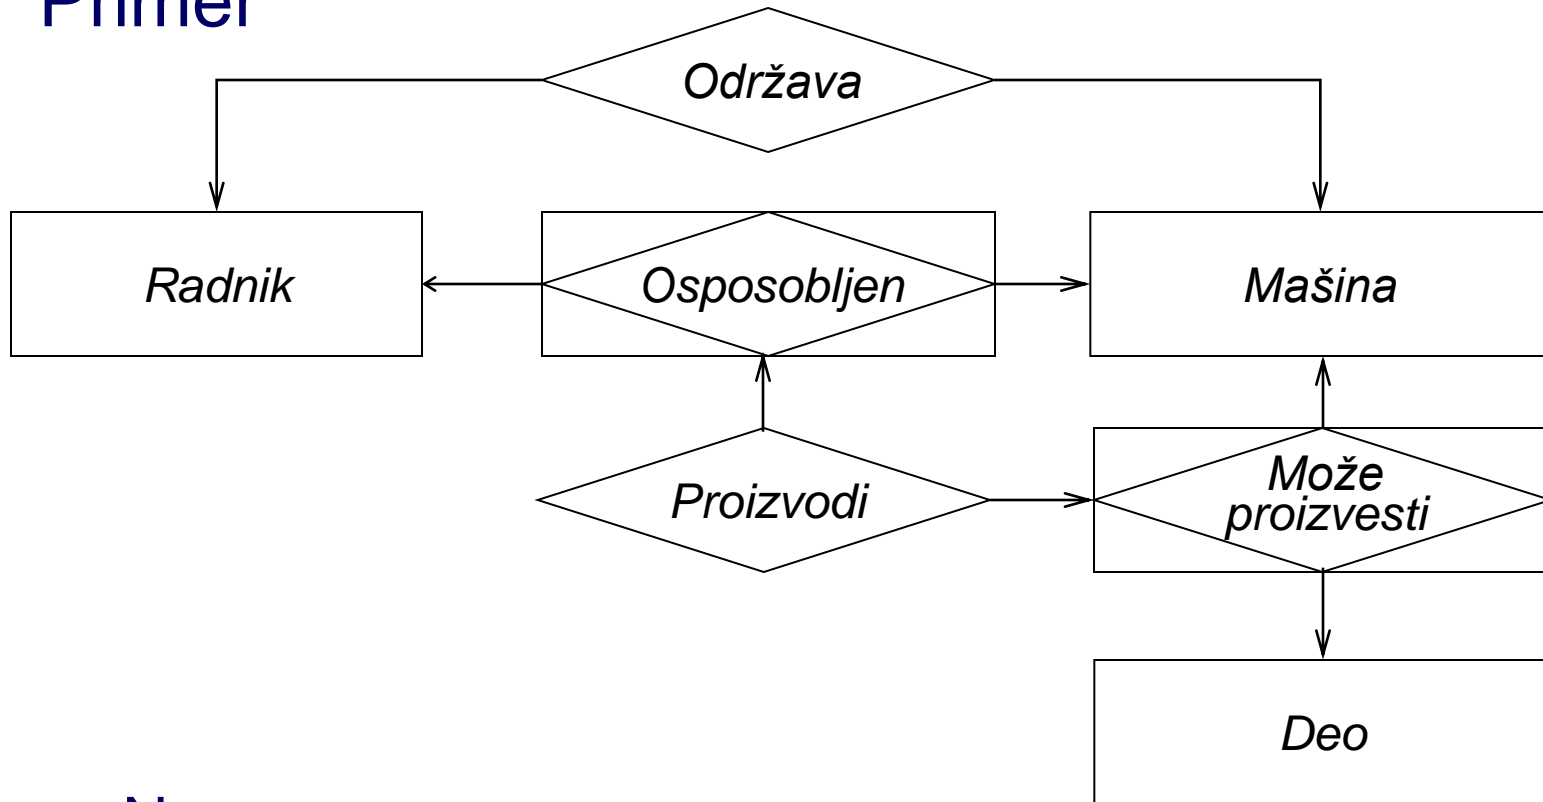 Primer
Održava
Radnik
Osposobljen
Mašina
Proizvodi
Može
proizvesti
Deo